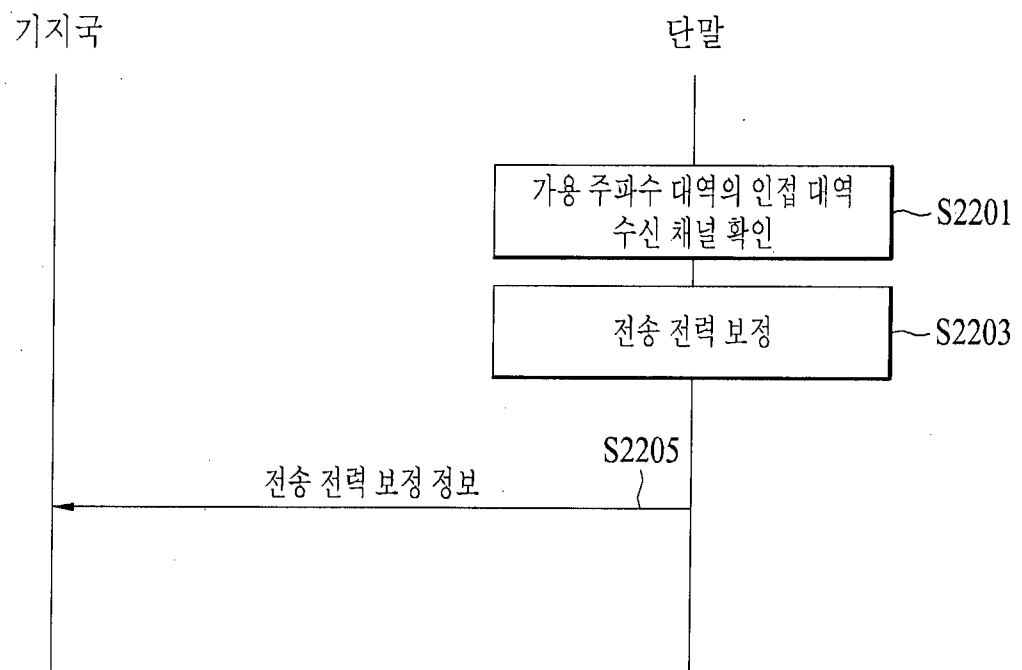 기지국
단말
가용 주파수 대역의 인접 대역
수신 채널 확인
S2201
전송 전력 보정
S2203
S2205
전송 전력 보정 정보